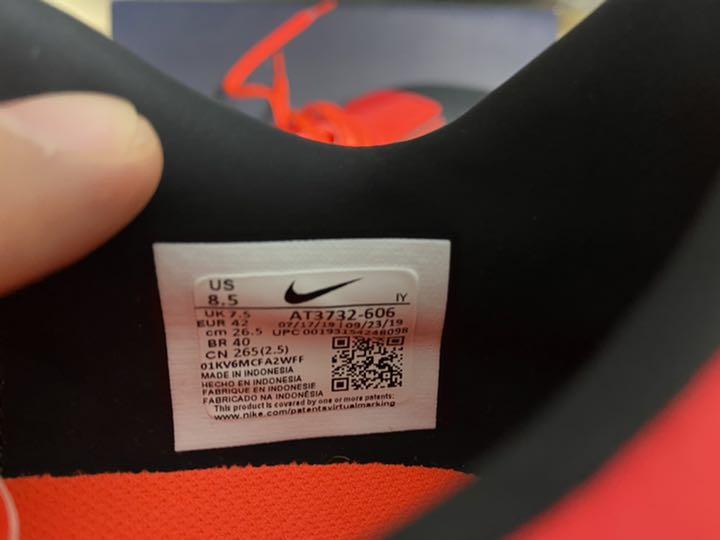 US
8.5
IY
UK 7.5
AT3732-606
EUR 42
07/17/19 | 09/23/19
cm 26.5
UPC 00193154248098
BR 40
CN 265(2.5)
01KV6MCFA2WFF
MADE IN INDONESIA
HECHO EN INDONESIA
FABRIQUE EN INDONESIE
FABRICADO NA INDONÉSIA
This product is covered by one or more patents:
www.nike.com/patentsvirtualmarking